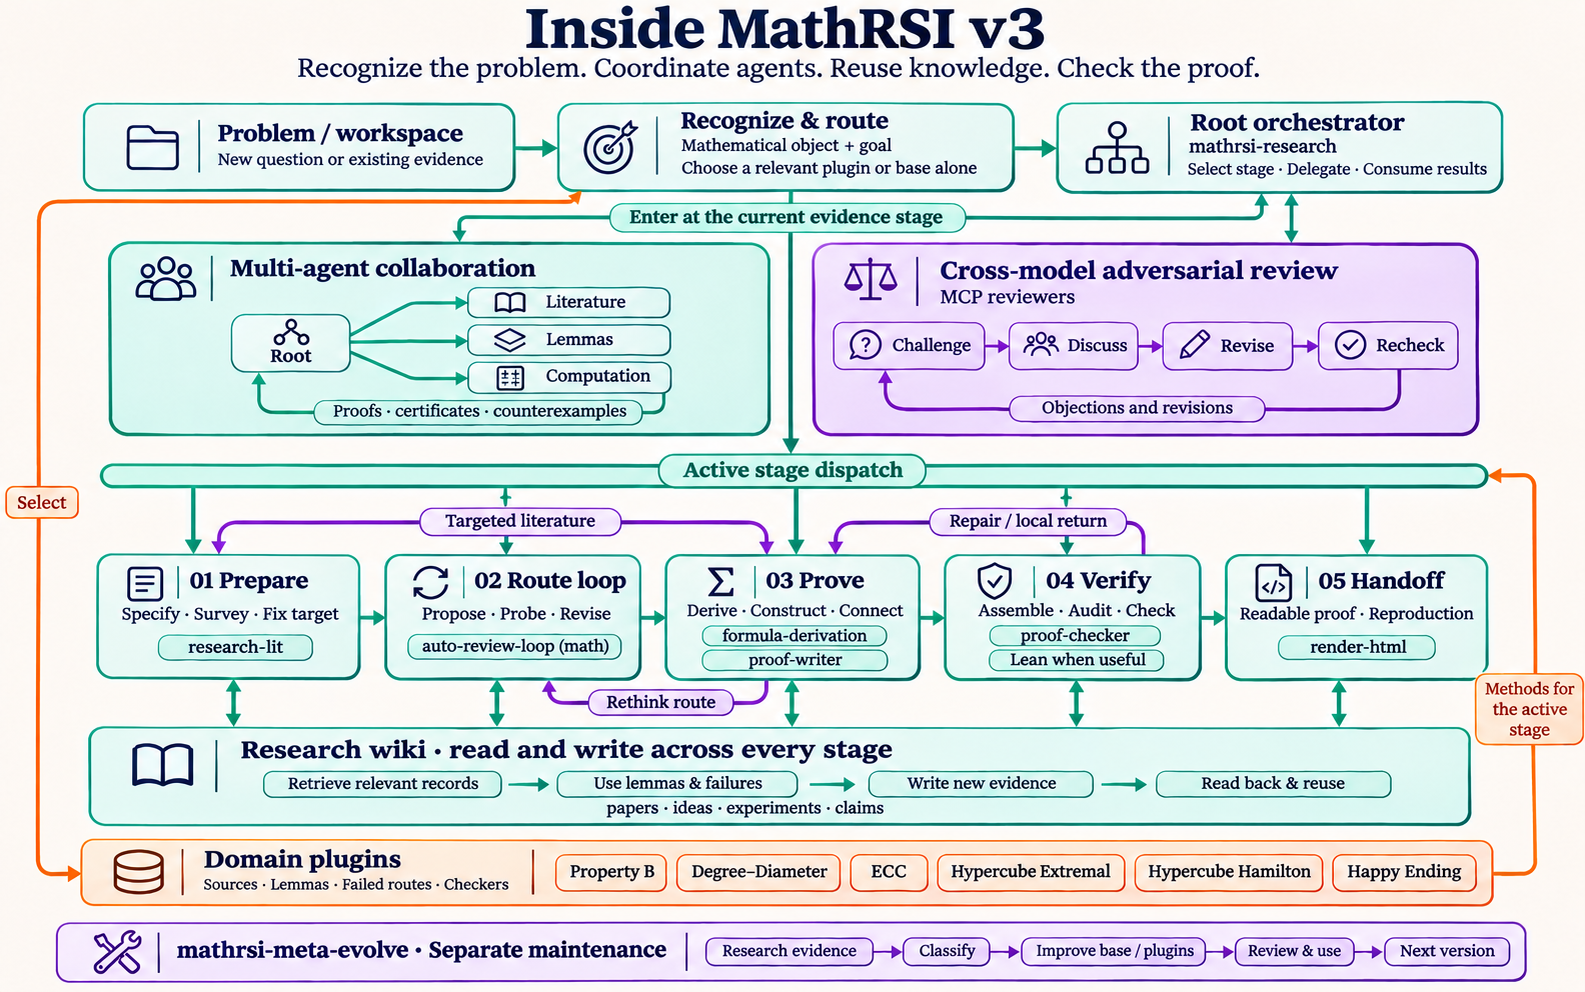 Inside MathRSI v3
Recognize the problem. Coordinate agents. Reuse knowledge. Check the proof.
Problem / workspace
New question or existing evidence
Recognize & route
Mathematical object + goal
Choose a relevant plugin or base alone
Root orchestrator
mathrsi-research
Select stage · Delegate · Consume results
Enter at the current evidence stage
Multi-agent collaboration
Root
Literature
Lemmas
Computation
Proofs · certificates · counterexamples
Cross-model adversarial review
MCP reviewers
Challenge
Discuss
Revise
Recheck
Objections and revisions
Active stage dispatch
Select
Targeted literature
Repair / local return
01 Prepare
Specify · Survey · Fix target
research-lit
02 Route loop
Propose · Probe · Revise
auto-review-loop (math)
03 Prove
Derive · Construct · Connect
formula-derivation
proof-writer
04 Verify
Assemble · Audit · Check
proof-checker
Lean when useful
05 Handoff
Readable proof · Reproduction
render-html
Rethink route
Methods for
the active
stage
Research wiki · read and write across every stage
Retrieve relevant records
Use lemmas & failures
Write new evidence
Read back & reuse
papers · ideas · experiments · claims
Domain plugins
Sources · Lemmas · Failed routes · Checkers
Property B
Degree–Diameter
ECC
Hypercube Extremal
Hypercube Hamilton
Happy Ending
mathrsi-meta-evolve · Separate maintenance
Research evidence
Classify
Improve base / plugins
Review & use
Next version